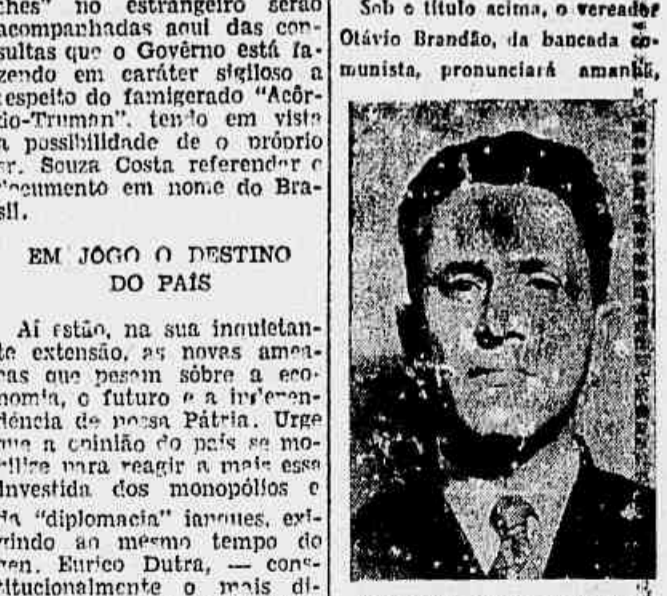 no estrangeiro serão
acompanhadas aqui das con-
sultas que o Govêrno está fa-
zendo em caráter sigiloso a
respeito do famigerado "Acôr-
do-Truman", tendo em vista
a possibilidade de o próprio
sr. Souza Costa referendar o
documento em nome do Bra-
sil.
EM JÔGO O DESTINO
DO PAÍS
Aí estão, na sua inquietan-
te extensão, as novas amea-
ças que pesam sôbre a eco-
nomia, o futuro e a indepen-
dência de nossa Pátria. Urge
que a opinião do país se mo-
bilize para reagir a mais essa
investida dos monopólios e
da "diplomacia" ianques, exi-
gindo ao mesmo tempo do
gen. Eurico Dutra, — cons-
titucionalmente o mais di-
Sob o título acima, o vereador
Otávio Brandão, da bancada co-
munista, pronunciará amanhã,